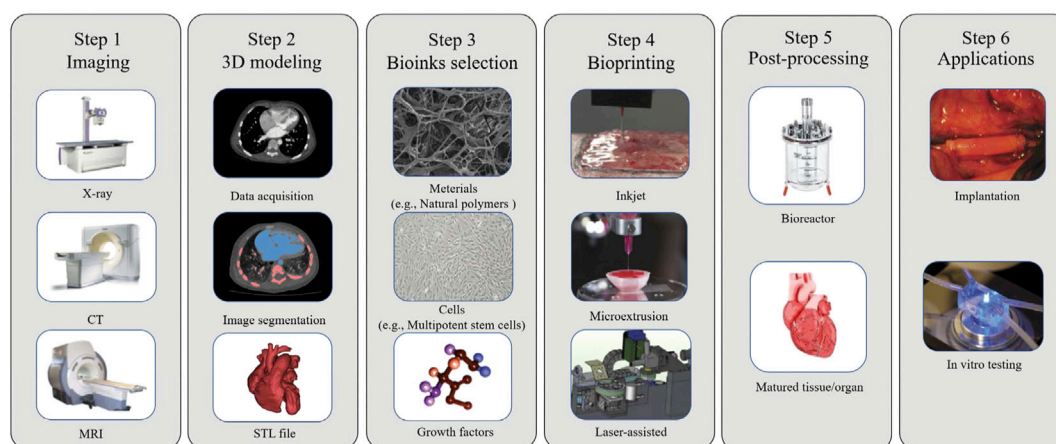 Step 1
Imaging
X-ray
CT
MRI
Step 2
3D modeling
Data acquisition
Image segmentation
STL file
Step 3
Bioinks selection
Meterials
(e.g., Natural polymers )
Cells
(e.g., Multipotent stem cells)
Growth factors
Step 4
Bioprinting
Inkjet
Microextrusion
Laser-assisted
Step 5
Post-processing
Bioreactor
Matured tissue/organ
Step 6
Applications
Implantation
In vitro testing